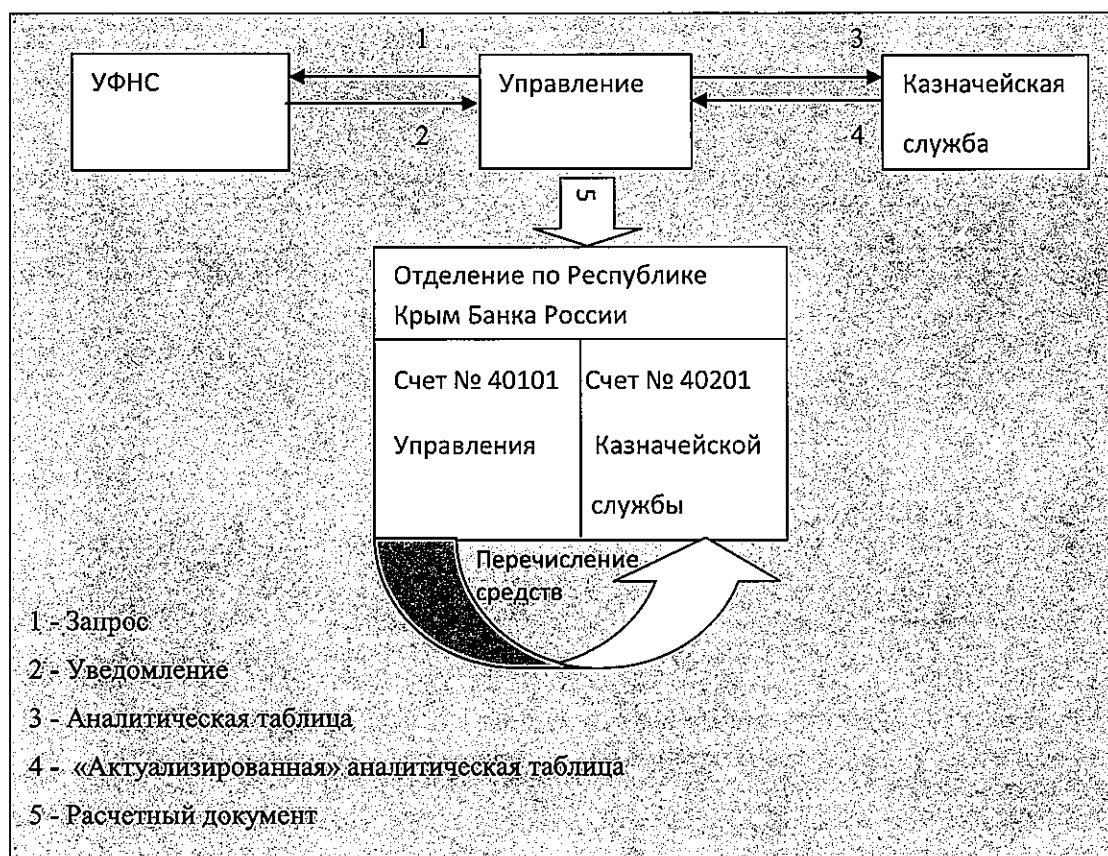 1
3
УФНС
Управление
Казначейская
служба
2
4
5
Отделение по Республике
Крым Банка России
Счет № 40101
Управления
Счет № 40201
Казначейской
службы
Перечисление
средств
1 - Запрос
2 - Уведомление
3 - Аналитическая таблица
4 - «Актуализированная» аналитическая таблица
5 - Расчетный документ